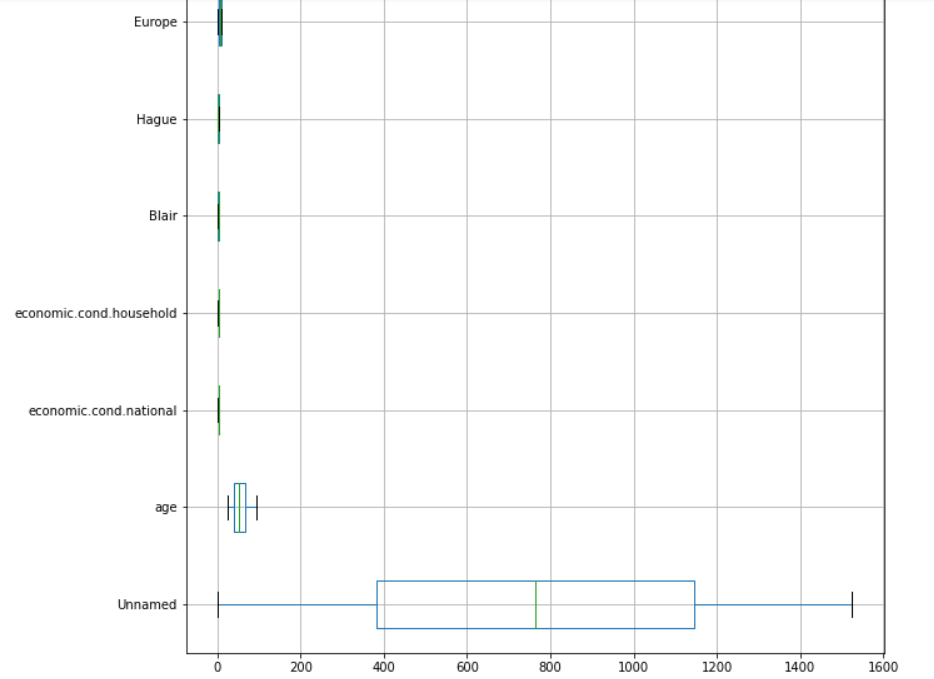 Europe
Hague
Blair
economic.cond.household
economic.cond.national
age
Unnamed
0 200 400 600 800 1000 1200 1400 1600